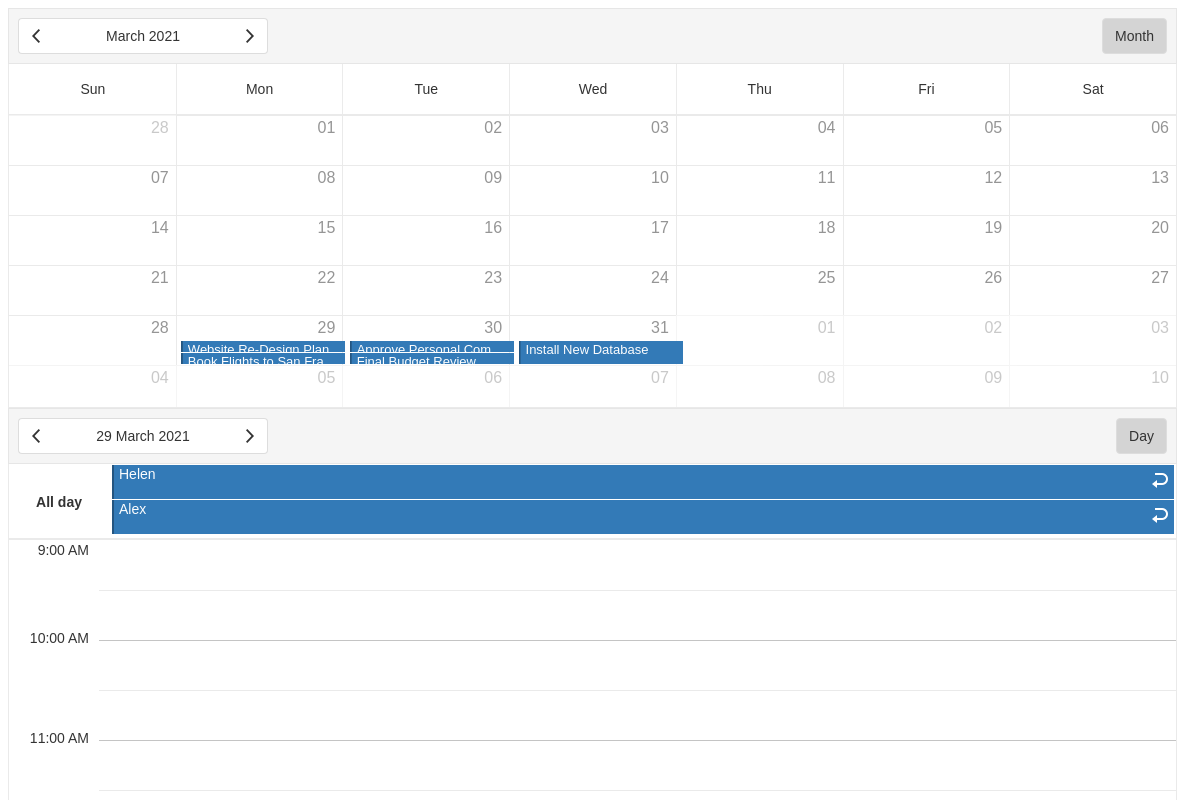 March 2021 Month
Sun Mon Tue Wed Thu Fri Sat
28 01 02 03 04 05 06
07 08 09 10 11 12 13
14 15 16 17 18 19 20
21 22 23 24 25 26 27
28 29 30 31 01 02 03
Website Re-Design Plan Approve Personal Com Install New Database
Book Flights to San Fra Final Budget Review
04 05 06 07 08 09 10
29 March 2021 Day
Helen
All day
Alex
9:00 AM
10:00 AM
11:00 AM